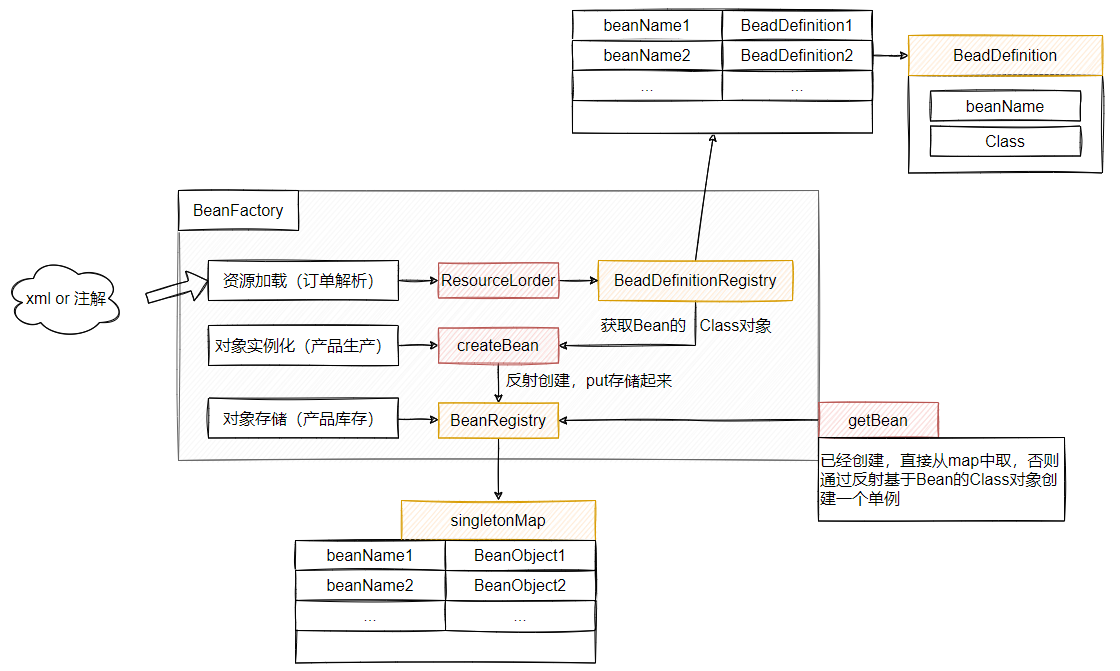 beanName1 BeadDefinition1
beanName2 BeadDefinition2
... ...
BeadDefinition
beanName
Class
BeanFactory
xml or 注解
资源加载（订单解析）
ResourceLorder
BeadDefinitionRegistry
获取Bean的 Class对象
对象实例化（产品生产）
createBean
反射创建，put存储起来
对象存储（产品库存）
BeanRegistry
getBean
已经创建，直接从map中取，否则
通过反射基于Bean的Class对象创
建一个单例
singletonMap
beanName1 BeanObject1
beanName2 BeanObject2
... ...